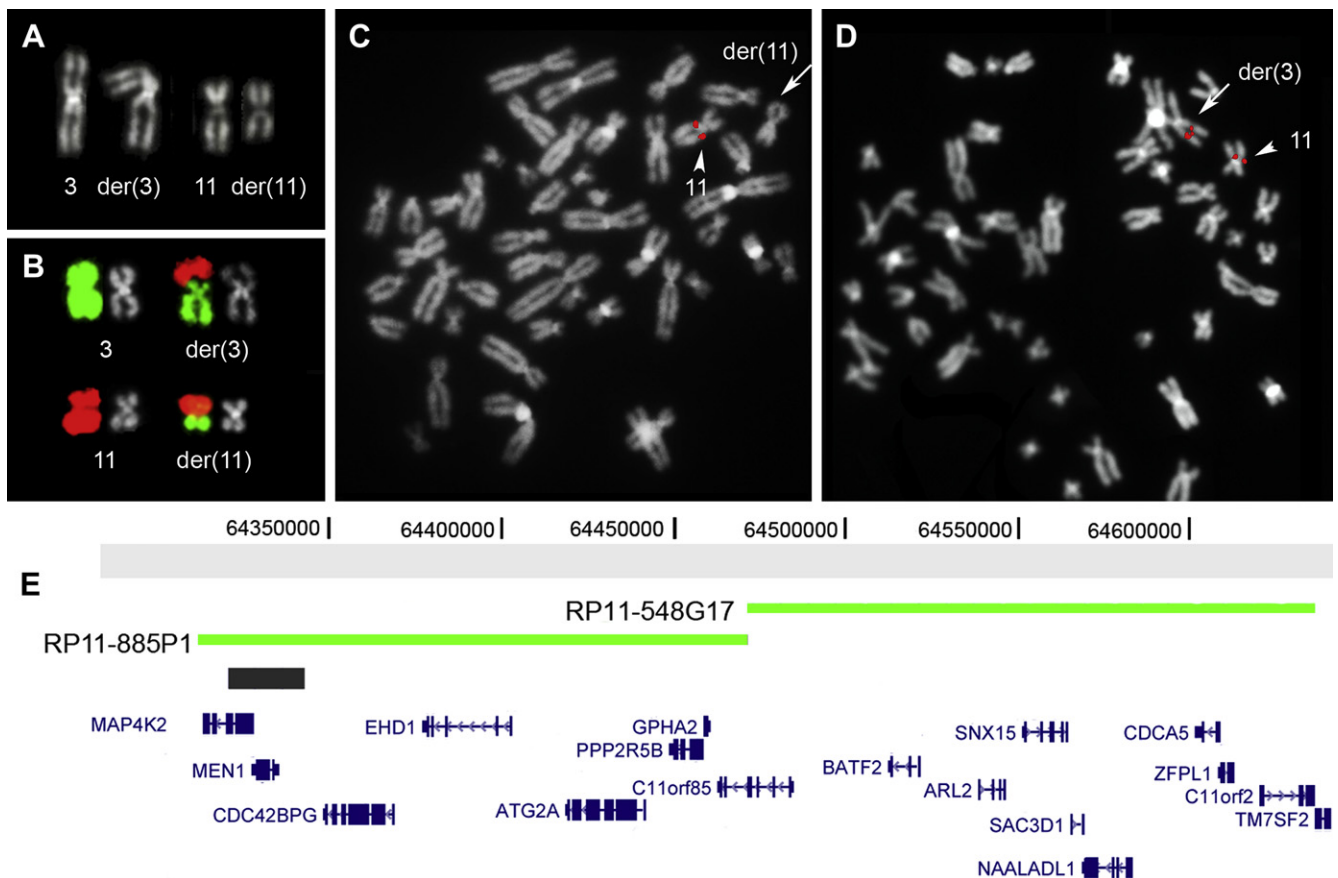 A
3 der(3) 11 der(11)
B
3 der(3)
11 der(11)
C
der(11)
11
D
der(3)
11
64350000 64400000 64450000 64500000 64550000 64600000
E
RP11-548G17
RP11-885P1
MAP4K2 EHD1 GPHA2 SNX15 CDCA5
PPP2R5B
MEN1 BATF2 ZFPL1
C11orf85 ARL2 C11orf2
CDC42BPG ATG2A SAC3D1 TM7SF2
NAALADL1